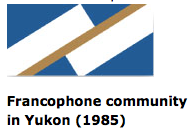 Francophone community
in Yukon (1985)